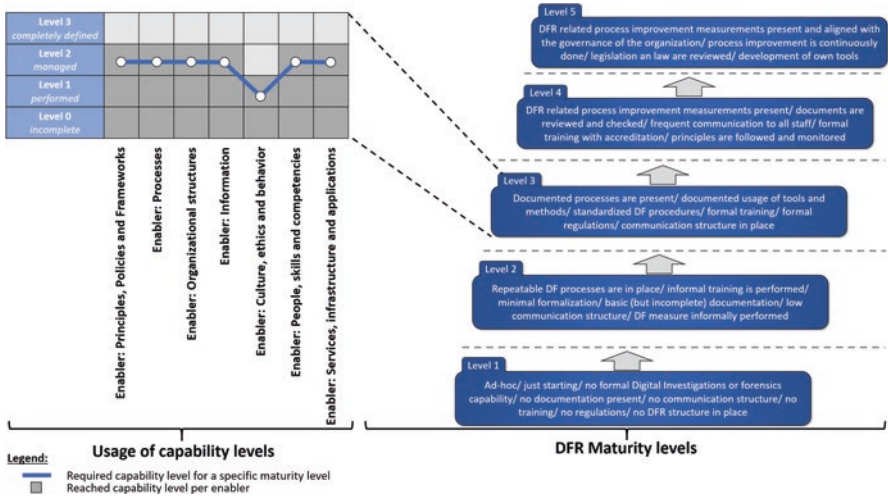 Level 3
completely defined
Level 2
managed
Level 1
performed
Level 0
incomplete
Enabler: Principles, Policies and Frameworks
Enabler: Processes
Enabler: Organizational structures
Enabler: Information
Enabler: Culture, ethics and behavior
Enabler: People, skills and competencies
Enabler: Services, infrastructure and applications
Usage of capability levels
Legend:
Required capability level for a specific maturity level
Reached capability level per enabler
Level 5
DFR related process improvement measurements present and aligned with
the governance of the organization/ process improvement is continuously
done/ legislation an law are reviewed/ development of own tools
Level 4
DFR related process improvement measurements present/ documents are
reviewed and checked/ frequent communication to all staff/ formal
training with accreditation/ principles are followed and monitored
Level 3
Documented processes are present/ documented usage of tools and
methods/ standardized DF procedures/ formal training/ formal
regulations/ communication structure in place
Level 2
Repeatable DF processes are in place/ informal training is performed/
minimal formalization/ basic (but incomplete) documentation/ low
communication structure/ DF measure informally performed
Level 1
Ad-hoc/ just starting/ no formal Digital Investigations or forensics
capability/ no documentation present/ no communication structure/ no
training/ no regulations/ no DFR structure in place
DFR Maturity levels